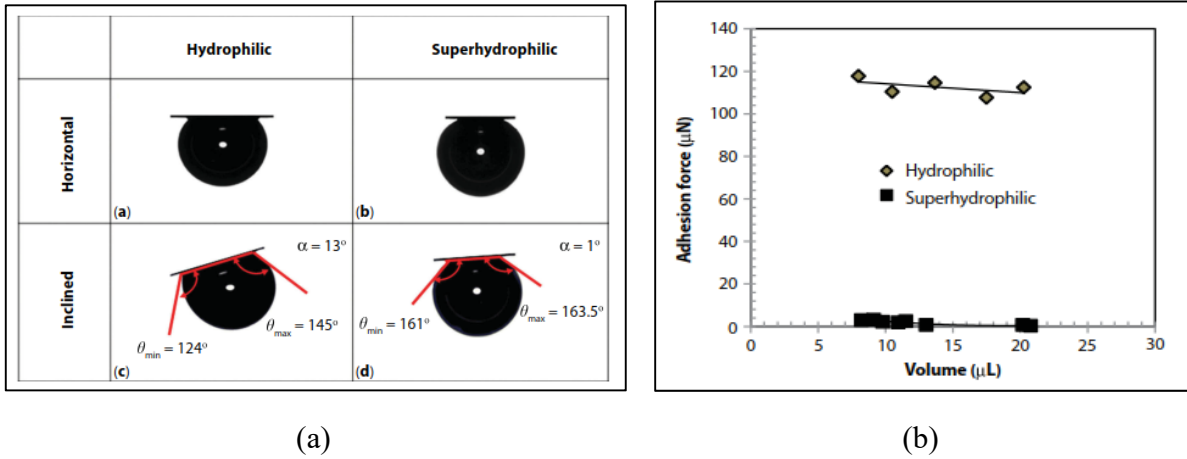 Hydrophilic
Superhydrophilic
Horizontal
(a)
(b)
Inclined
α = 13°
θmax = 145°
θmin = 124°
(c)
α = 1°
θmax = 163.5°
θmin = 161°
(d)
(a)
Adhesion force (μN)
140
120
100
80
60
40
20
0
Hydrophilic
Superhydrophilic
0 5 10 15 20 25 30
Volume (μL)
(b)